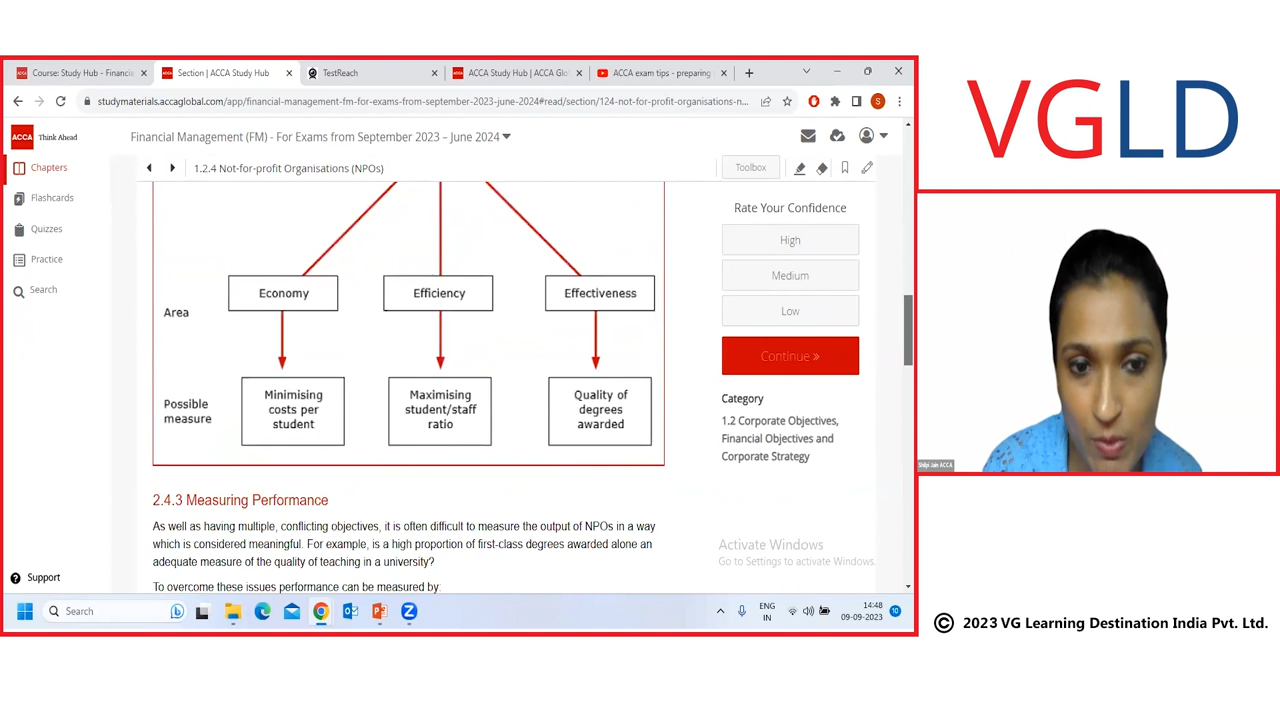 Course: Study Hub - Financi
Section | ACCA Study Hub
TestReach
ACCA Study Hub | ACCA Glo
ACCA exam tips - preparing
studymaterials.accaglobal.com/app/financial-management-fm-for-exams-from-september-2023-june-2024#read/section/124-not-for-profit-organisations-n...
S
ACCA Think Ahead
Financial Management (FM) - For Exams from September 2023 – June 2024
Chapters
Flashcards
Quizzes
Practice
Search
Support
1.2.4 Not-for-profit Organisations (NPOs)
Toolbox
Area
Economy
Efficiency
Effectiveness
Possible
measure
Minimising
costs per
student
Maximising
student/staff
ratio
Quality of
degrees
awarded
2.4.3 Measuring Performance
As well as having multiple, conflicting objectives, it is often difficult to measure the output of NPOs in a way
which is considered meaningful. For example, is a high proportion of first-class degrees awarded alone an
adequate measure of the quality of teaching in a university?
To overcome these issues performance can be measured by:
Rate Your Confidence
High
Medium
Low
Continue »
Category
1.2 Corporate Objectives,
Financial Objectives and
Corporate Strategy
Activate Windows
Go to Settings to activate Windows.
Search
ENG
IN
14:48
09-09-2023
10
VGLD
Shilpi Jain ACCA
© 2023 VG Learning Destination India Pvt. Ltd.